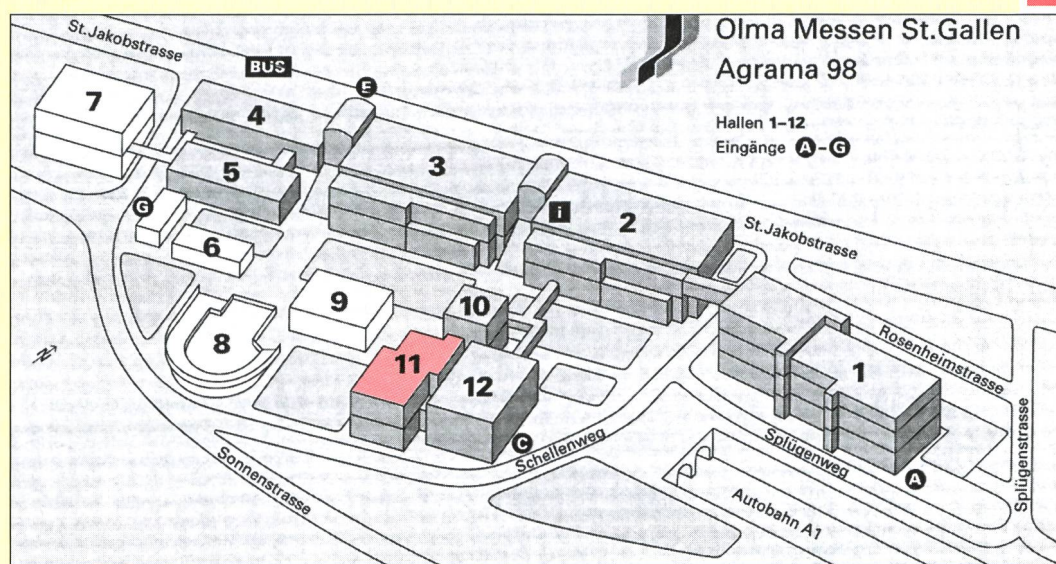 Olma Messen St.Gallen
Agrama 98
Hallen 1–12
Eingänge A–G
St.Jakobstrasse
BUS
7
4
E
5
3
G
6
i
2
St.Jakobstrasse
9
10
8
11
12
1
Rosenheimstrasse
C
Schellenweg
Splügenweg
A
Splügenstrasse
Sonnenstrasse
Autobahn A1
N